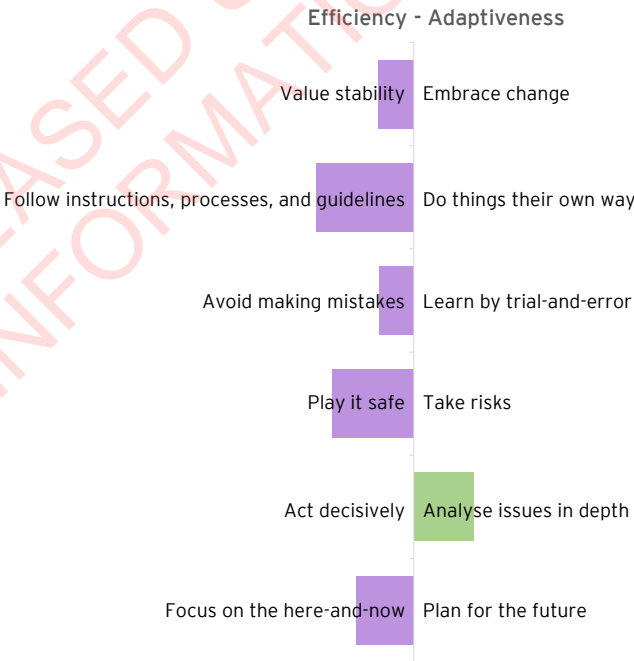 Efficiency - Adaptiveness
Value stability Embrace change
Follow instructions, processes, and guidelines Do things their own way
Avoid making mistakes Learn by trial-and-error
Play it safe Take risks
Act decisively Analyse issues in depth
Focus on the here-and-now Plan for the future